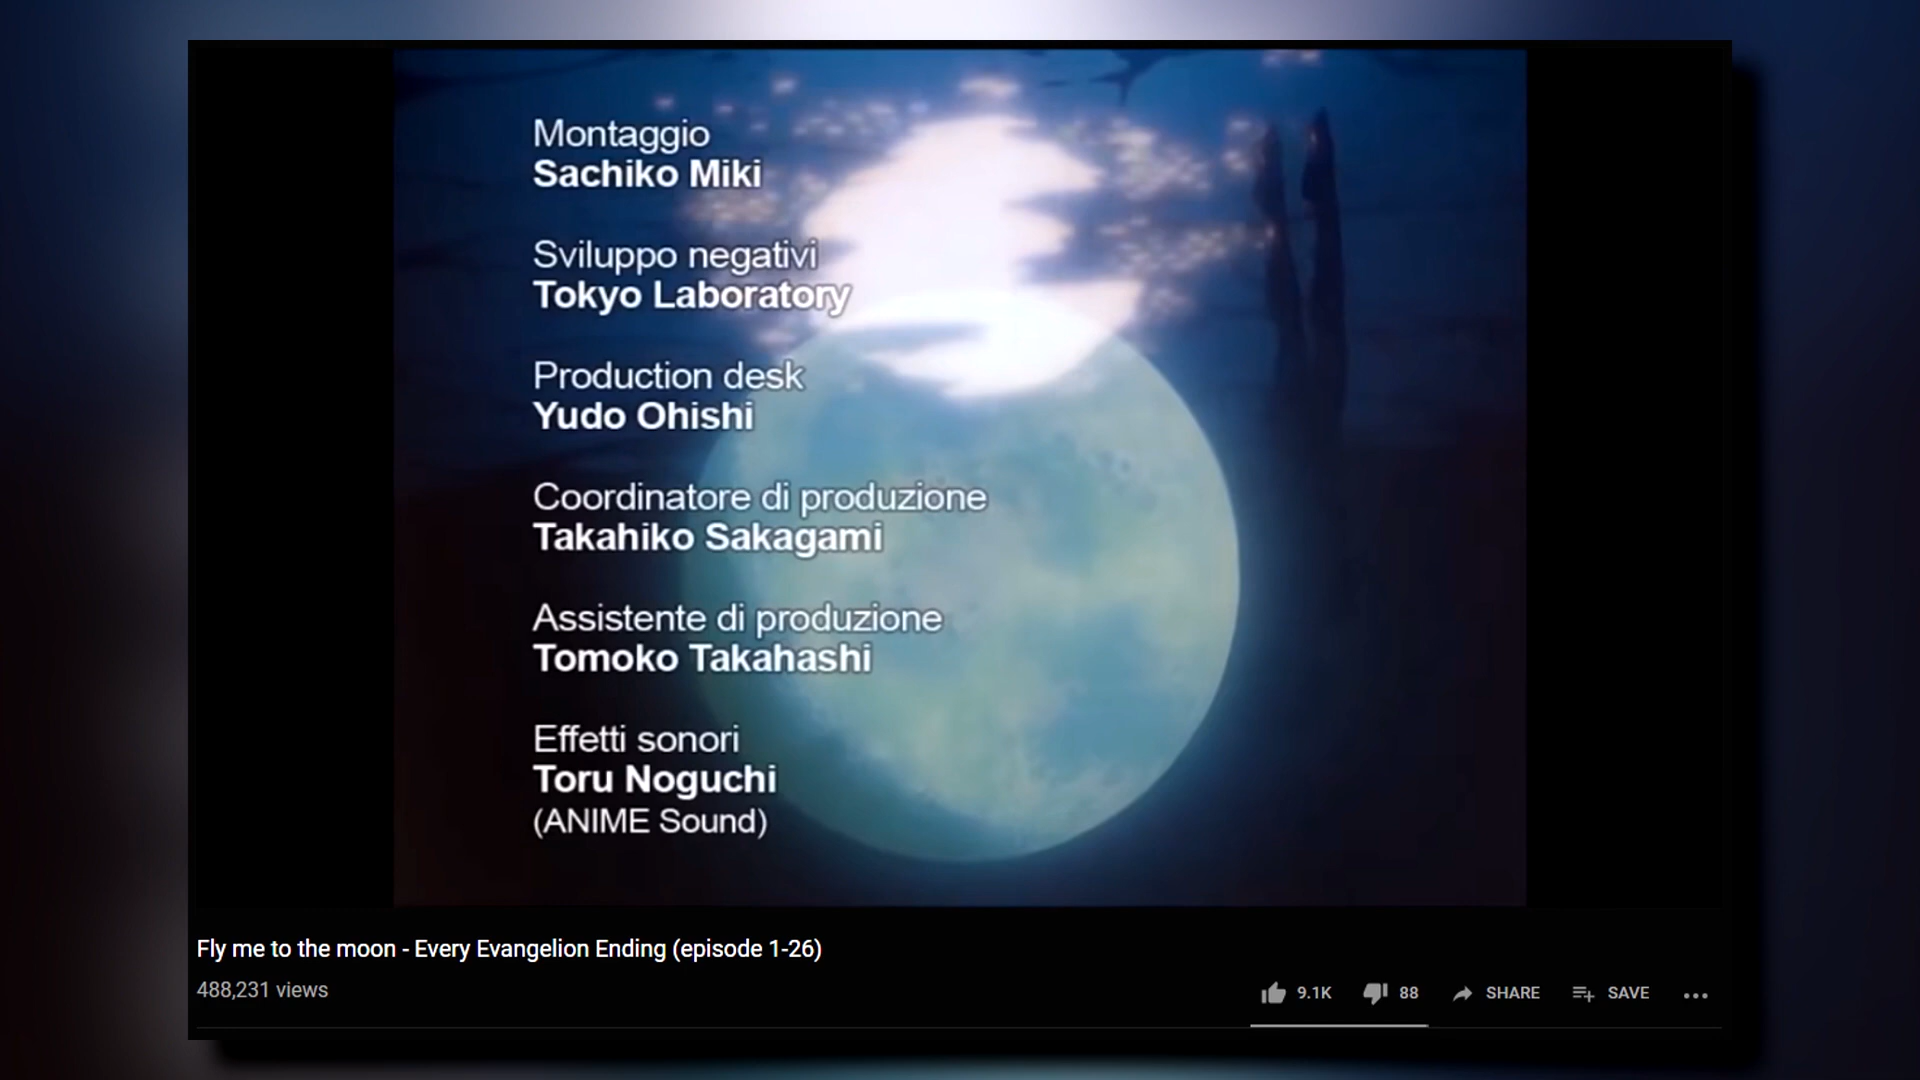 Montaggio
Sachiko Miki
Sviluppo negativi
Tokyo Laboratory
Production desk
Yudo Ohishi
Coordinatore di produzione
Takahiko Sakagami
Assistente di produzione
Tomoko Takahashi
Effetti sonori
Toru Noguchi
(ANIME Sound)
Fly me to the moon - Every Evangelion Ending (episode 1-26)
488,231 views
9.1K 88 SHARE SAVE